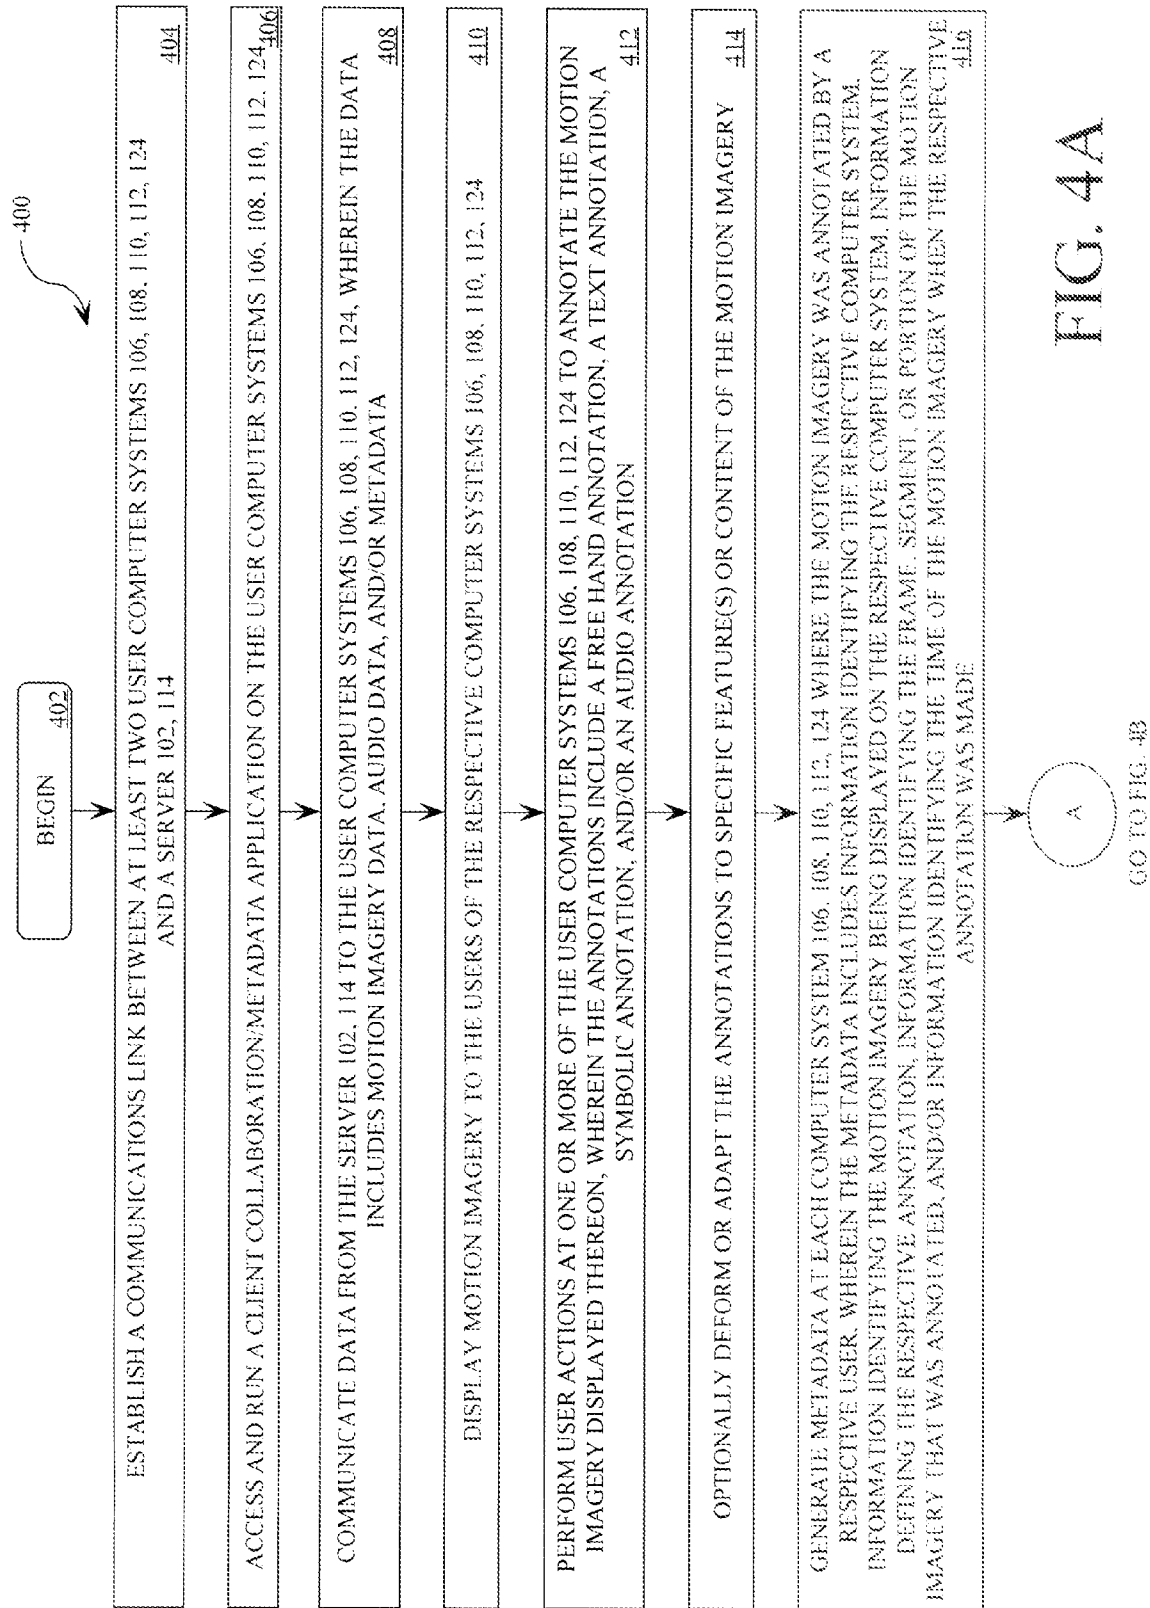 400
BEGIN
402
ESTABLISH A COMMUNICATIONS LINK BETWEEN AT LEAST TWO USER COMPUTER SYSTEMS 106, 108, 110, 112, 124
AND A SERVER 102, 114
404
ACCESS AND RUN A CLIENT COLLABORATION/METADATA APPLICATION ON THE USER COMPUTER SYSTEMS 106, 108, 110, 112, 124
406
COMMUNICATE DATA FROM THE SERVER 102, 114 TO THE USER COMPUTER SYSTEMS 106, 108, 110, 112, 124, WHEREIN THE DATA
INCLUDES MOTION IMAGERY DATA, AUDIO DATA, AND/OR METADATA
408
DISPLAY MOTION IMAGERY TO THE USERS OF THE RESPECTIVE COMPUTER SYSTEMS 106, 108, 110, 112, 124
410
PERFORM USER ACTIONS AT ONE OR MORE OF THE USER COMPUTER SYSTEMS 106, 108, 110, 112, 124 TO ANNOTATE THE MOTION
IMAGERY DISPLAYED THEREON, WHEREIN THE ANNOTATIONS INCLUDE A FREE HAND ANNOTATION, A TEXT ANNOTATION, A
SYMBOLIC ANNOTATION, AND/OR AN AUDIO ANNOTATION
412
OPTIONALLY DEFORM OR ADAPT THE ANNOTATIONS TO SPECIFIC FEATURE(S) OR CONTENT OF THE MOTION IMAGERY
414
GENERATE METADATA AT EACH COMPUTER SYSTEM 106, 108, 110, 112, 124 WHERE THE MOTION IMAGERY WAS ANNOTATED BY A
RESPECTIVE USER, WHEREIN THE METADATA INCLUDES INFORMATION IDENTIFYING THE RESPECTIVE COMPUTER SYSTEM,
INFORMATION IDENTIFYING THE MOTION IMAGERY BEING DISPLAYED ON THE RESPECTIVE COMPUTER SYSTEM, INFORMATION
DEFINING THE RESPECTIVE ANNOTATION, INFORMATION IDENTIFYING THE FRAME, SEGMENT, OR PORTION OF THE MOTION
IMAGERY THAT WAS ANNOTATED, AND/OR INFORMATION IDENTIFYING THE TIME OF THE MOTION IMAGERY WHEN THE RESPECTIVE
ANNOTATION WAS MADE
416
A
GO TO FIG. 4B
FIG. 4A